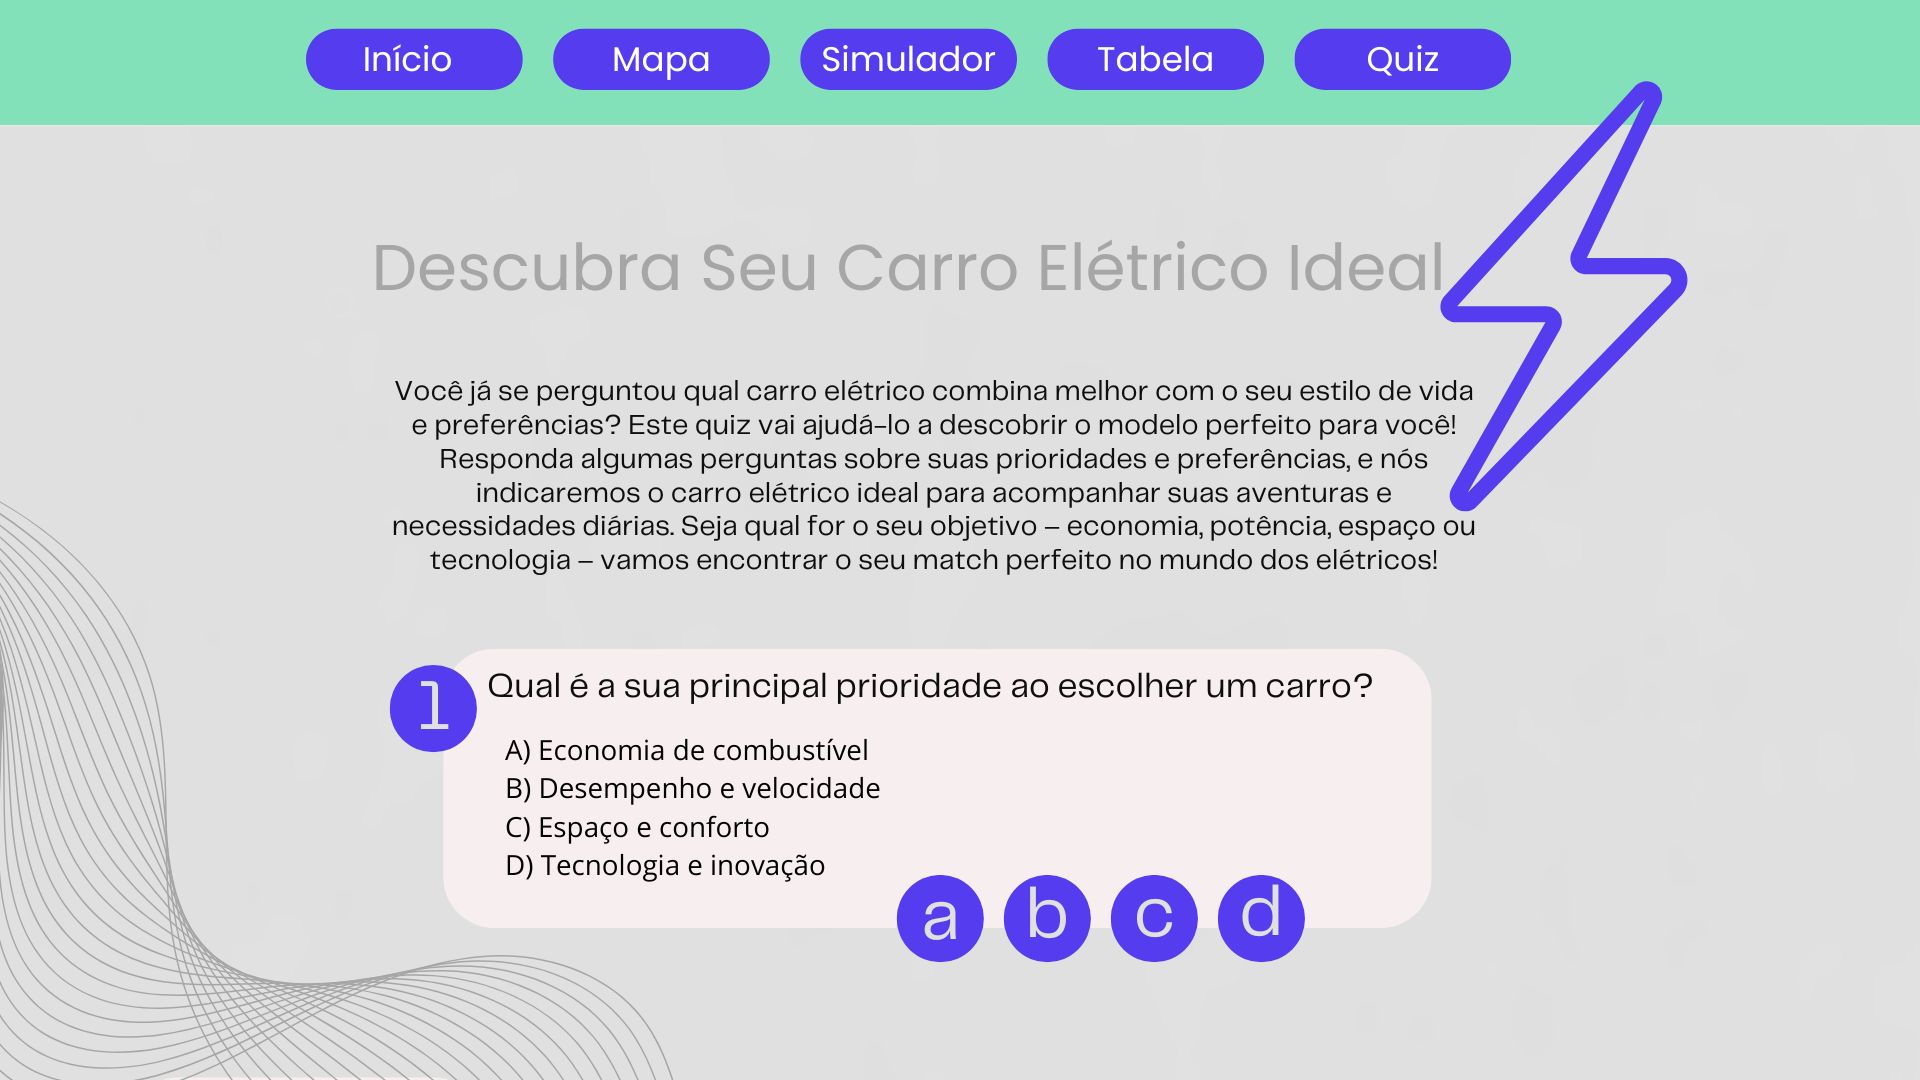 Início
Mapa
Simulador
Tabela
Quiz
Descubra Seu Carro Elétrico Ideal
Você já se perguntou qual carro elétrico combina melhor com o seu estilo de vida
e preferências? Este quiz vai ajudá-lo a descobrir o modelo perfeito para você!
Responda algumas perguntas sobre suas prioridades e preferências, e nós
indicaremos o carro elétrico ideal para acompanhar suas aventuras e
necessidades diárias. Seja qual for o seu objetivo – economia, potência, espaço ou
tecnologia – vamos encontrar o seu match perfeito no mundo dos elétricos!
1
Qual é a sua principal prioridade ao escolher um carro?
A) Economia de combustível
B) Desempenho e velocidade
C) Espaço e conforto
D) Tecnologia e inovação
a
b
c
d